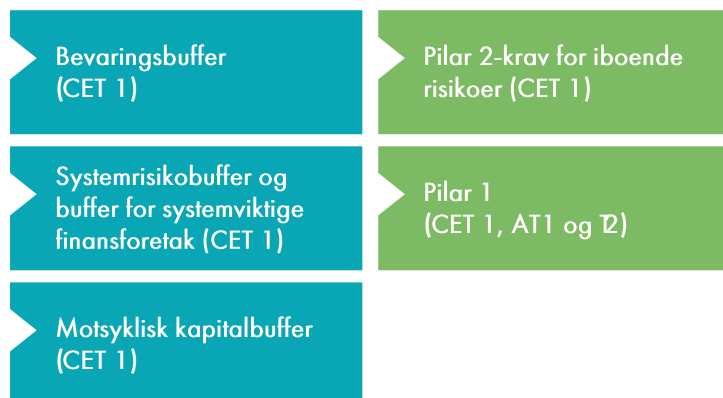 Bevaringsbuffer
(CET 1)
Systemrisikobuffer og
buffer for systemviktige
finansforetak (CET 1)
Motsyklisk kapitalbuffer
(CET 1)
Pilar 2-krav for iboende
risikoer (CET 1)
Pilar 1
(CET 1, AT1 og T2)